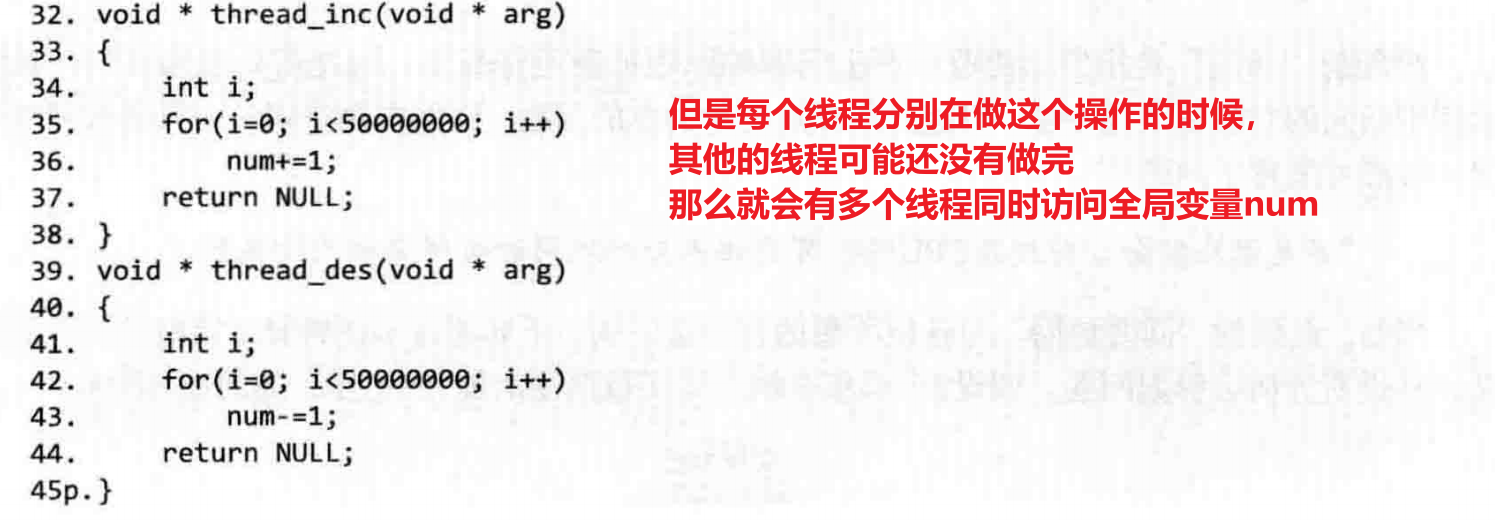 32. void * thread_inc(void * arg)
33. {
34. int i;
35. for(i=0; i<50000000; i++)
36. num+=1;
37. return NULL;
38. }
39. void * thread_des(void * arg)
40. {
41. int i;
42. for(i=0; i<50000000; i++)
43. num-=1;
44. return NULL;
45p.}
但是每个线程分别在做这个操作的时候，
其他的线程可能还没有做完
那么就会有多个线程同时访问全局变量num